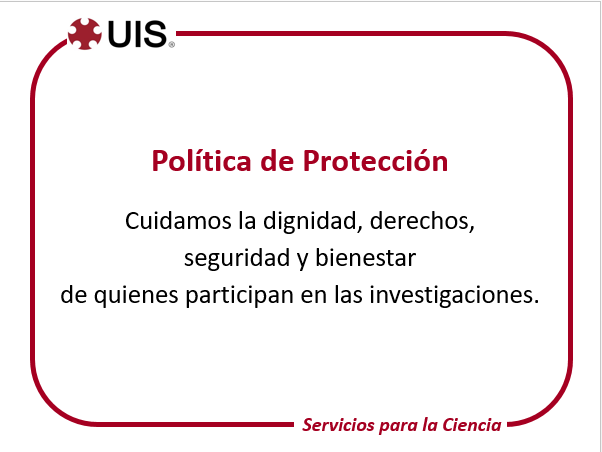 UIS®
Política de Protección
Cuidamos la dignidad, derechos,
seguridad y bienestar
de quienes participan en las investigaciones.
Servicios para la Ciencia